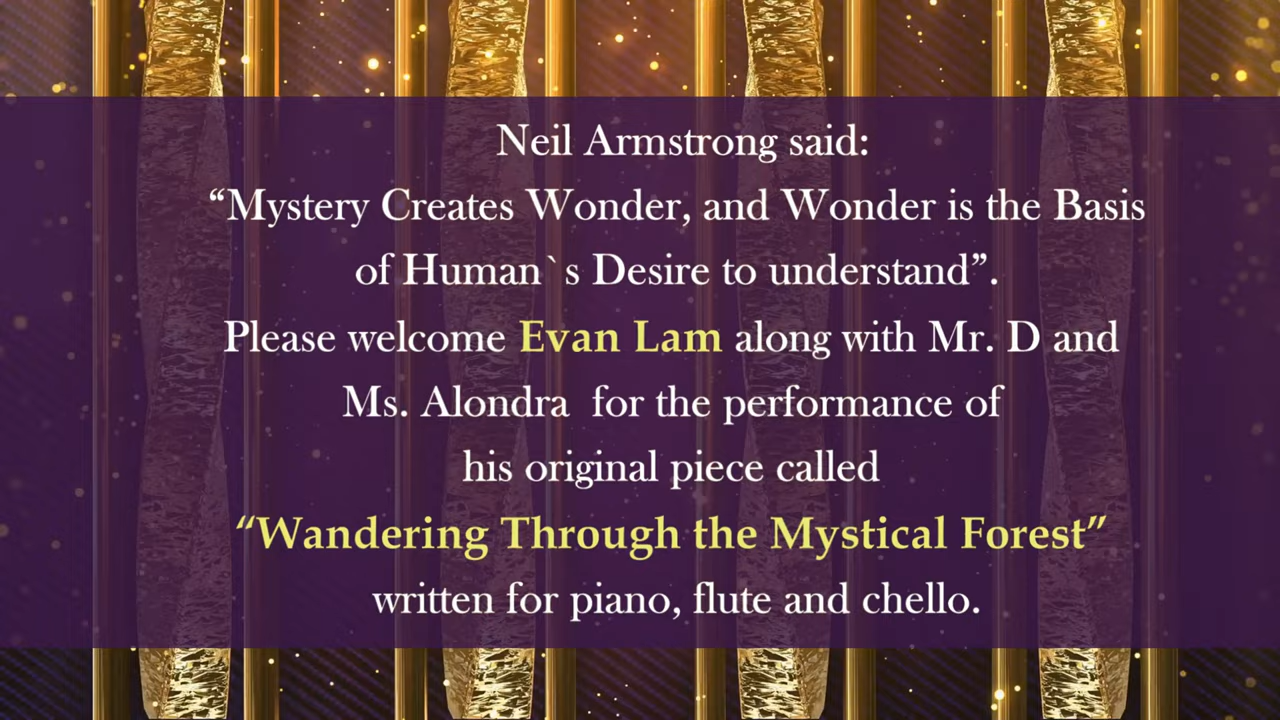 Neil Armstrong said:
“Mystery Creates Wonder, and Wonder is the Basis
of Human`s Desire to understand”.
Please welcome Evan Lam along with Mr. D and
Ms. Alondra  for the performance of
his original piece called
“Wandering Through the Mystical Forest”
written for piano, flute and chello.